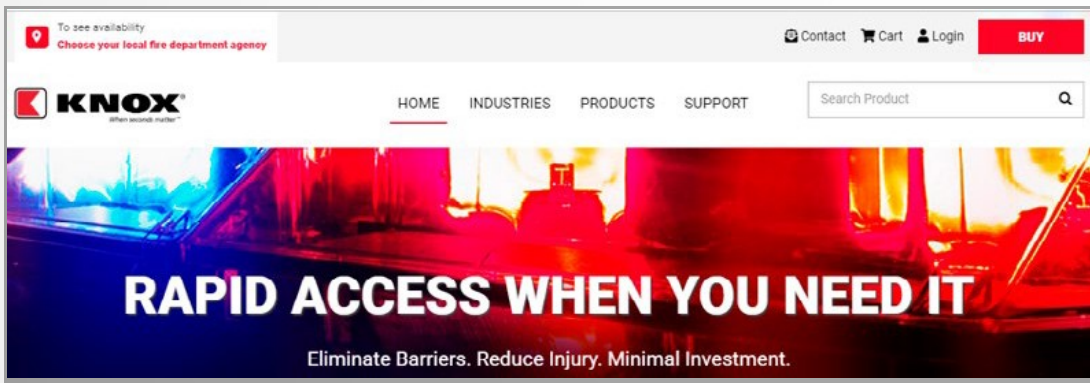 To see availability
Choose your local fire department agency
Contact Cart Login BUY
KNOX®
When seconds matter™
HOME INDUSTRIES PRODUCTS SUPPORT
Search Product
RAPID ACCESS WHEN YOU NEED IT
Eliminate Barriers. Reduce Injury. Minimal Investment.